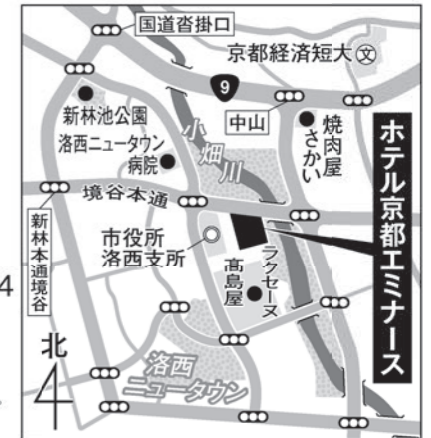 国道沓掛口
京都経済短大 文
9
新林池公園
中山
焼肉屋
さかい
小畑川
洛西ニュータウン
病院
境谷本通
ホテル京都エミナース
新林本通境谷
市役所
洛西支所
ラクセーヌ
高島屋
4
北
洛西
ニュータウン